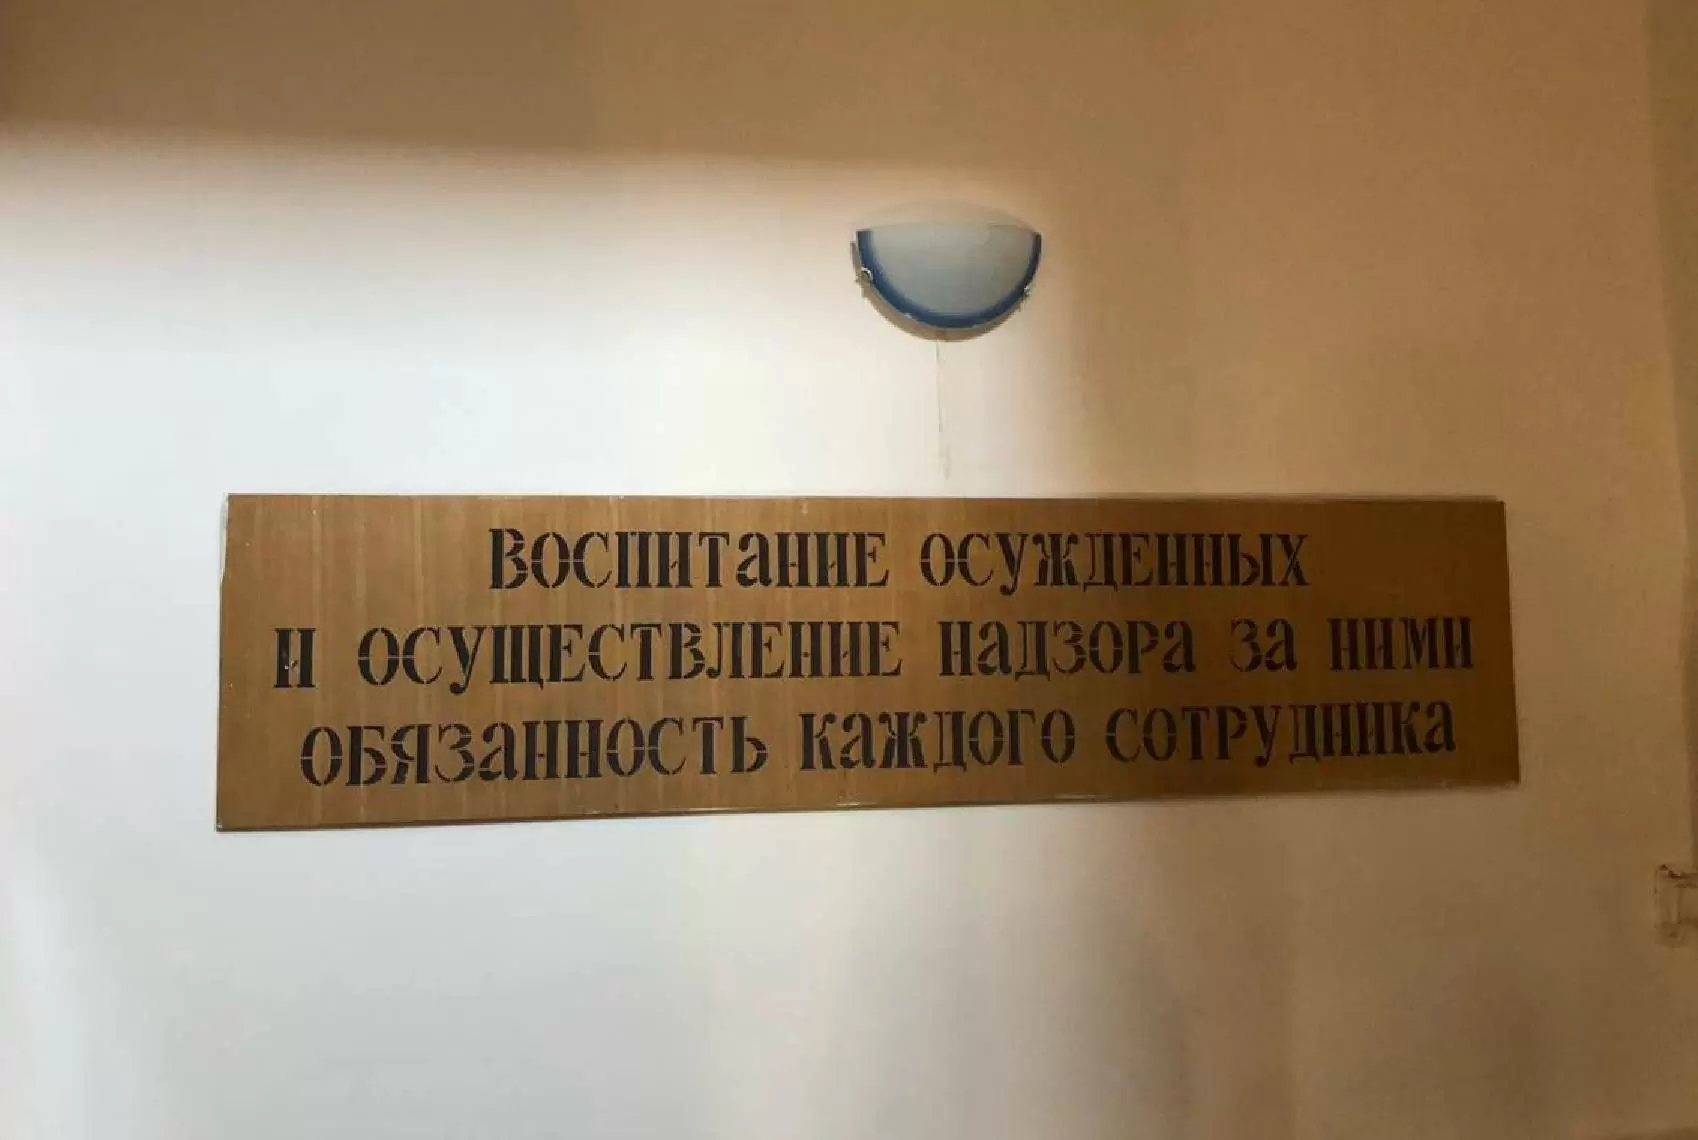 ВОСПИТАНИЕ ОСУЖДЕННЫХ
И ОСУЩЕСТВЛЕНИЕ НАДЗОРА ЗА НИМИ
ОБЯЗАННОСТЬ КАЖДОГО СОТРУДНИКА